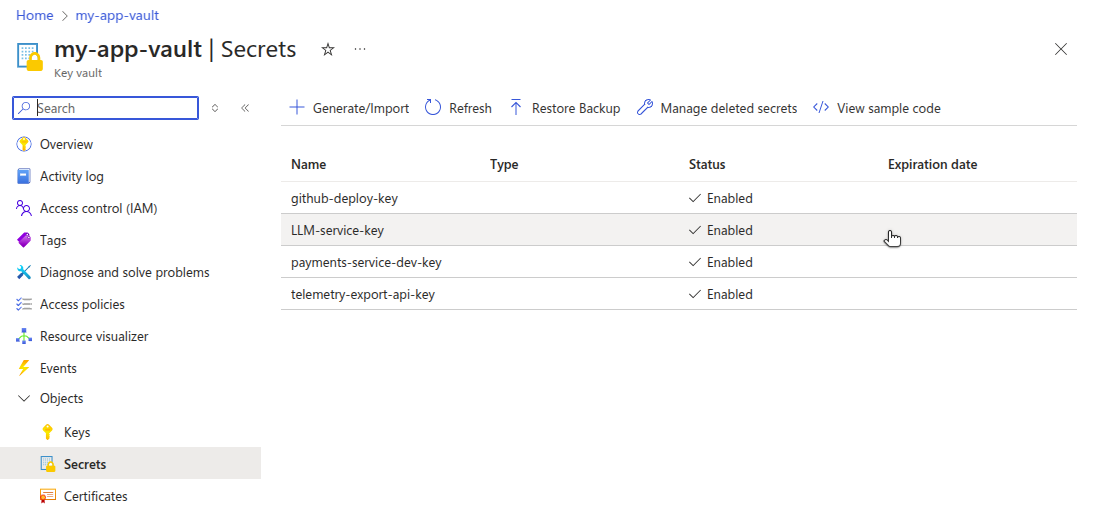 Home > my-app-vault
my-app-vault | Secrets
Key vault
Search
Generate/Import Refresh Restore Backup Manage deleted secrets View sample code
Overview
Activity log
Access control (IAM)
Tags
Diagnose and solve problems
Access policies
Resource visualizer
Events
Objects
Keys
Secrets
Certificates
Name Type Status Expiration date
github-deploy-key Enabled
LLM-service-key Enabled
payments-service-dev-key Enabled
telemetry-export-api-key Enabled